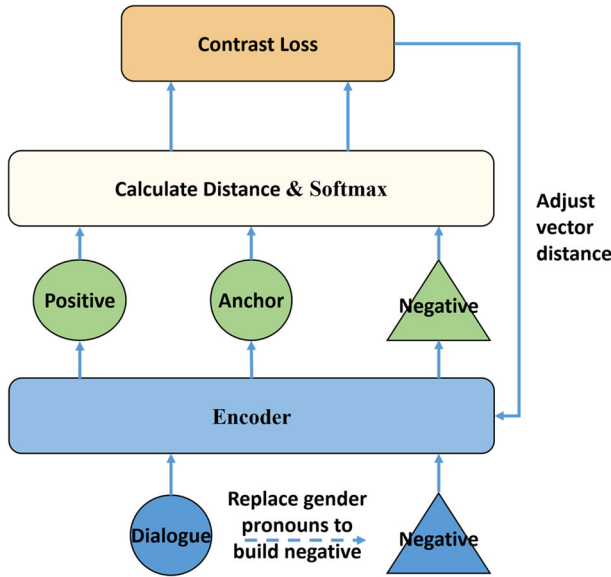 Contrast Loss
Calculate Distance & Softmax
Adjust
vector
distance
Positive
Anchor
Negative
Encoder
Dialogue
Replace gender
pronouns to
build negative
Negative